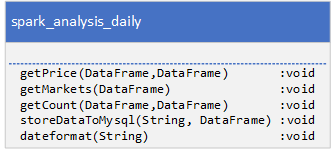 spark_analysis_daily
getPrice(DataFrame,DataFrame) :void
getMarkets(DataFrame) :void
getCount(DataFrame,DataFrame) :void
storeDataToMysql(String, DataFrame) :void
dateformat(String) :void